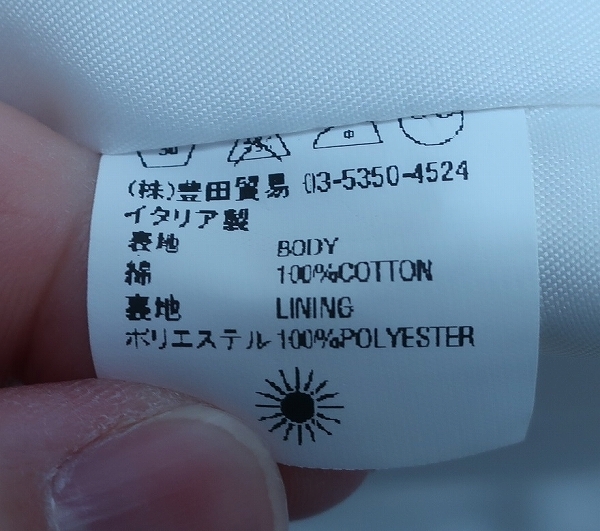 (株)豊田貿易 03-5350-4524
イタリア製
表地 BODY
綿 100%COTTON
裏地 LINING
ポリエステル 100%POLYESTER